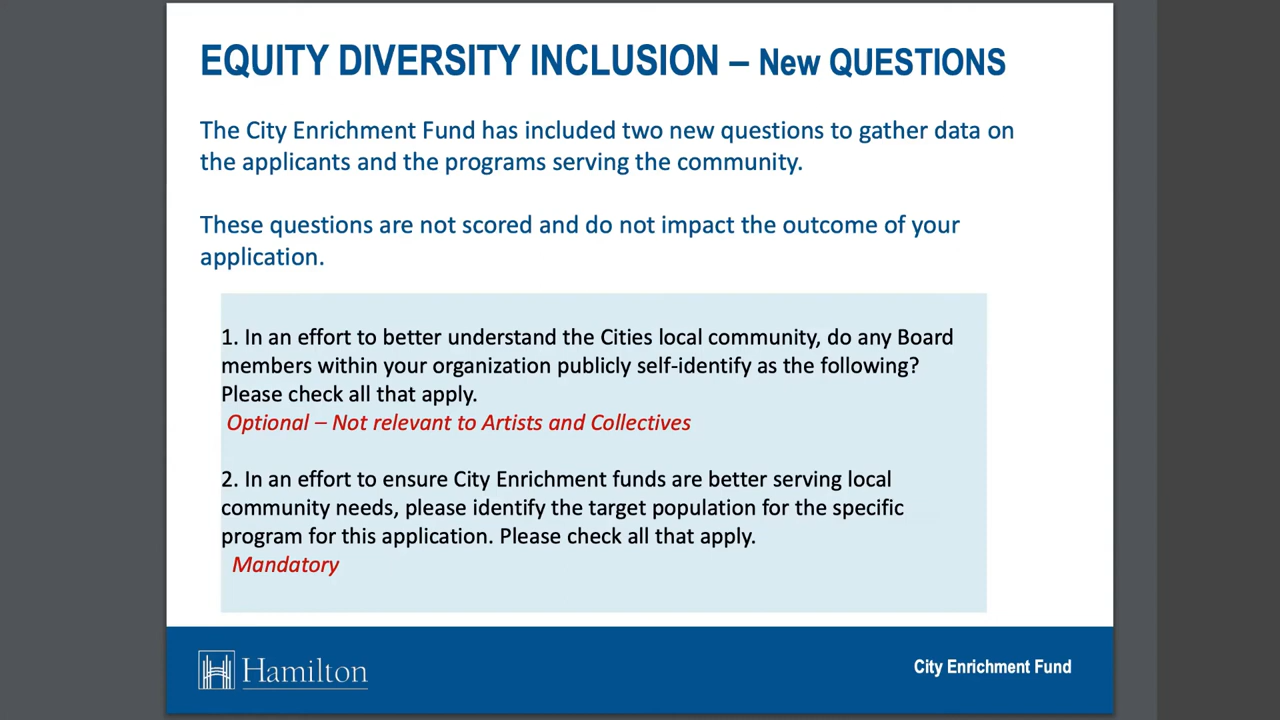 EQUITY DIVERSITY INCLUSION – New QUESTIONS
The City Enrichment Fund has included two new questions to gather data on
the applicants and the programs serving the community.
These questions are not scored and do not impact the outcome of your
application.
1. In an effort to better understand the Cities local community, do any Board
members within your organization publicly self-identify as the following?
Please check all that apply.
Optional – Not relevant to Artists and Collectives
2. In an effort to ensure City Enrichment funds are better serving local
community needs, please identify the target population for the specific
program for this application. Please check all that apply.
Mandatory
Hamilton
City Enrichment Fund